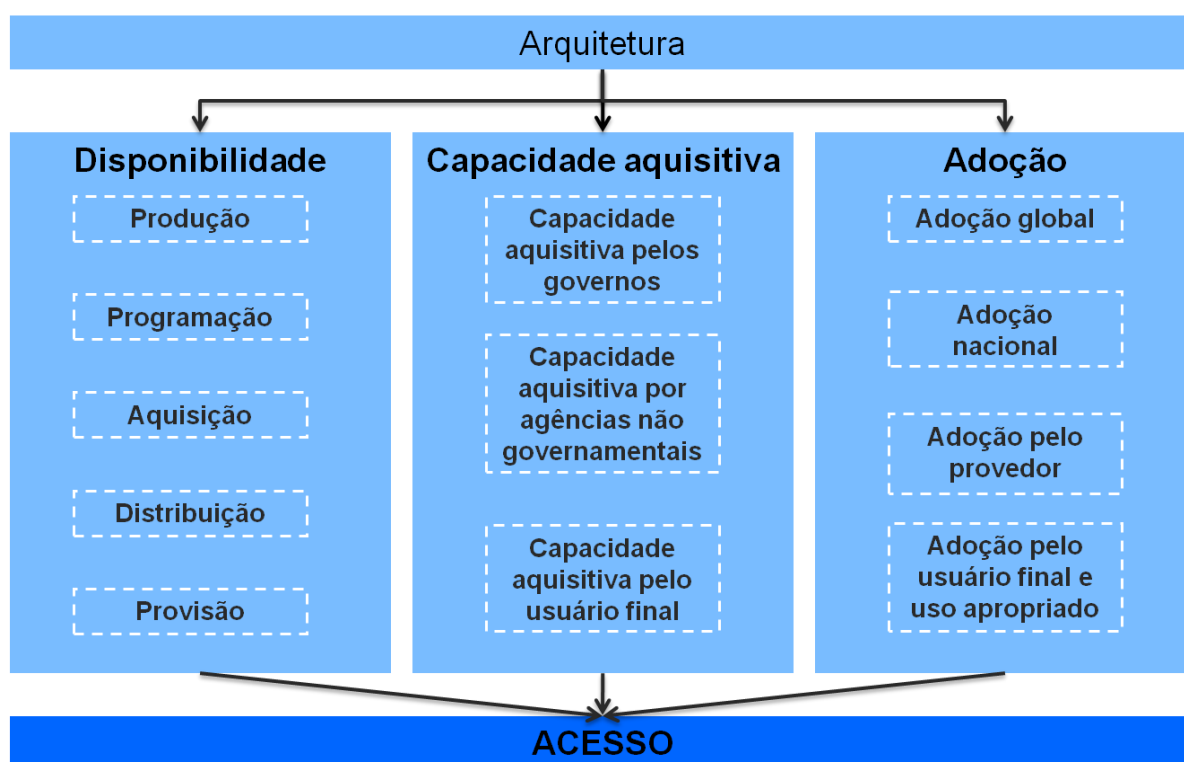 Arquitetura
Disponibilidade
Produção
Programação
Aquisição
Distribuição
Provisão
Capacidade aquisitiva
Capacidade
aquisitiva pelos
governos
Capacidade
aquisitiva por
agências não
governamentais
Capacidade
aquisitiva pelo
usuário final
Adoção
Adoção global
Adoção
nacional
Adoção pelo
provedor
Adoção pelo
usuário final e
uso apropriado
ACESSO